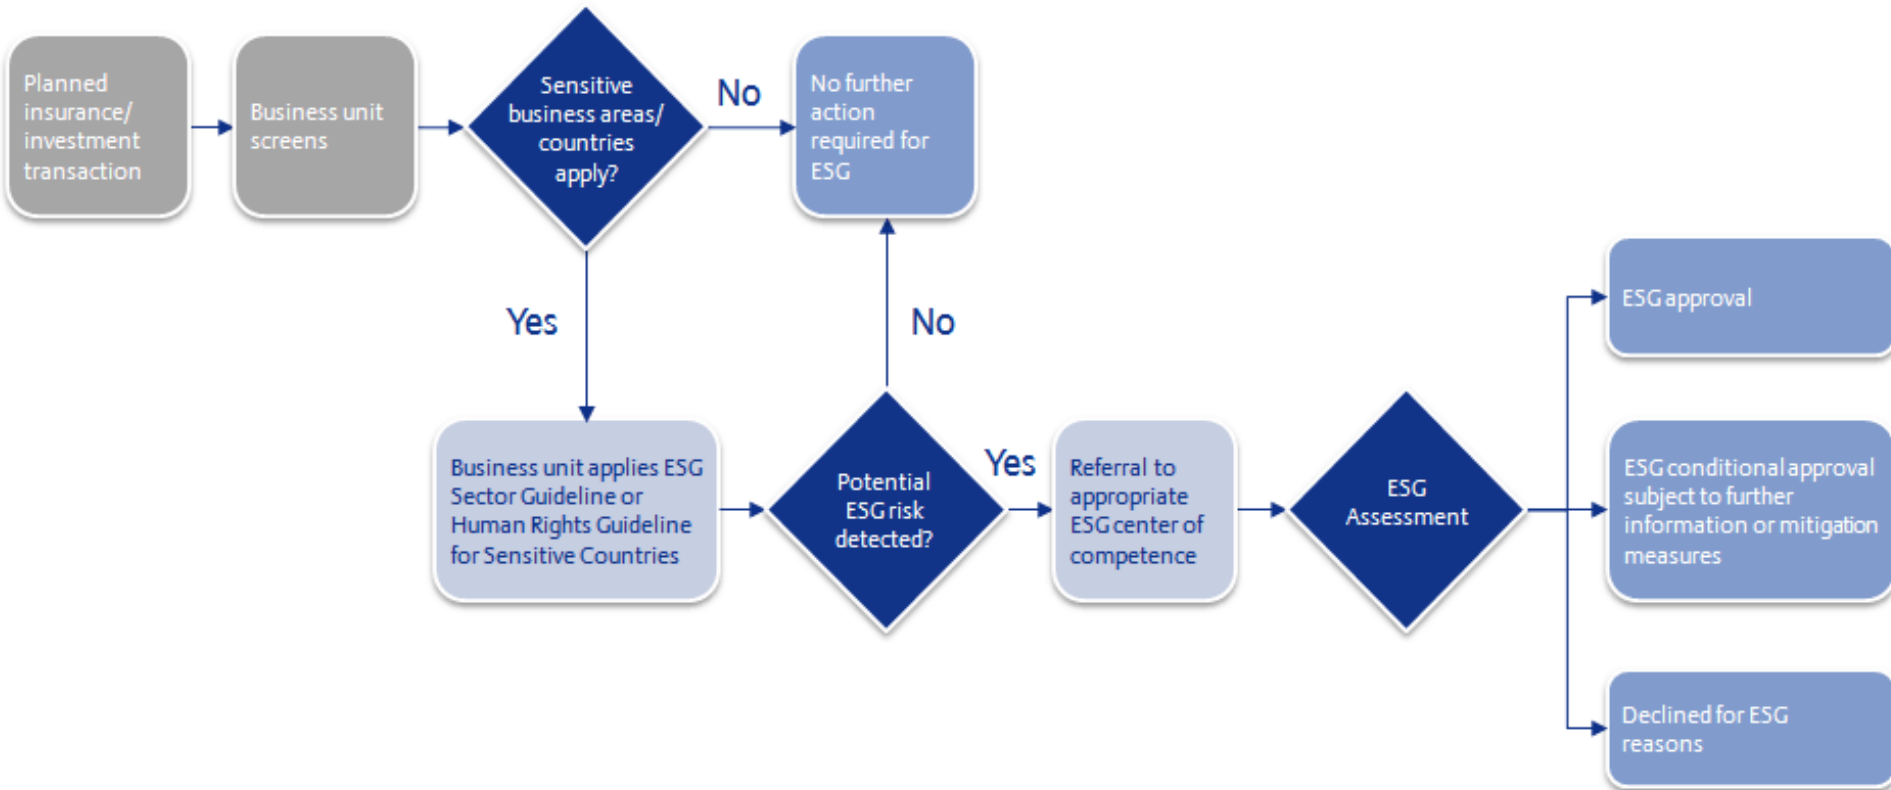 Planned
insurance/
investment
transaction
Business unit
screens
Sensitive
business areas/
countries
apply?
No
No further
action
required for
ESG
Yes
No
Business unit applies ESG
Sector Guideline or
Human Rights Guideline
for Sensitive Countries
Potential
ESG risk
detected?
Yes
Referral to
appropriate
ESG center of
competence
ESG
Assessment
ESG approval
ESG conditional approval
subject to further
information or mitigation
measures
Declined for ESG
reasons